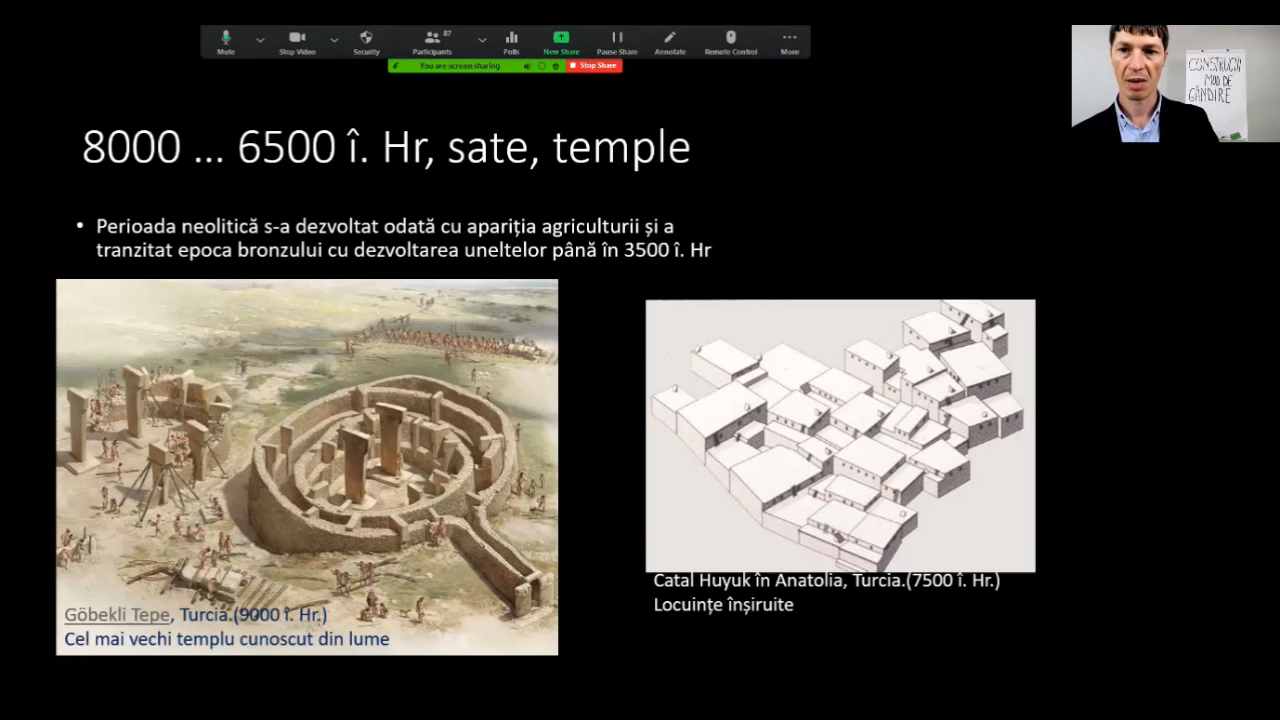 Mute
Stop Video
Security
87
Participants
Polls
New Share
Pause Share
Annotate
Remote Control
More
You are screen sharing
Stop Share
CONSTRUCŢIV
MOD DE
GÂNDIRE
8000 ... 6500 î. Hr, sate, temple
• Perioada neolitică s-a dezvoltat odată cu apariția agriculturii și a
tranzitat epoca bronzului cu dezvoltarea uneltelor până în 3500 î. Hr
Göbekli Tepe, Turcia.(9000 î. Hr.)
Cel mai vechi templu cunoscut din lume
Catal Huyuk în Anatolia, Turcia.(7500 î. Hr.)
Locuințe înșiruite